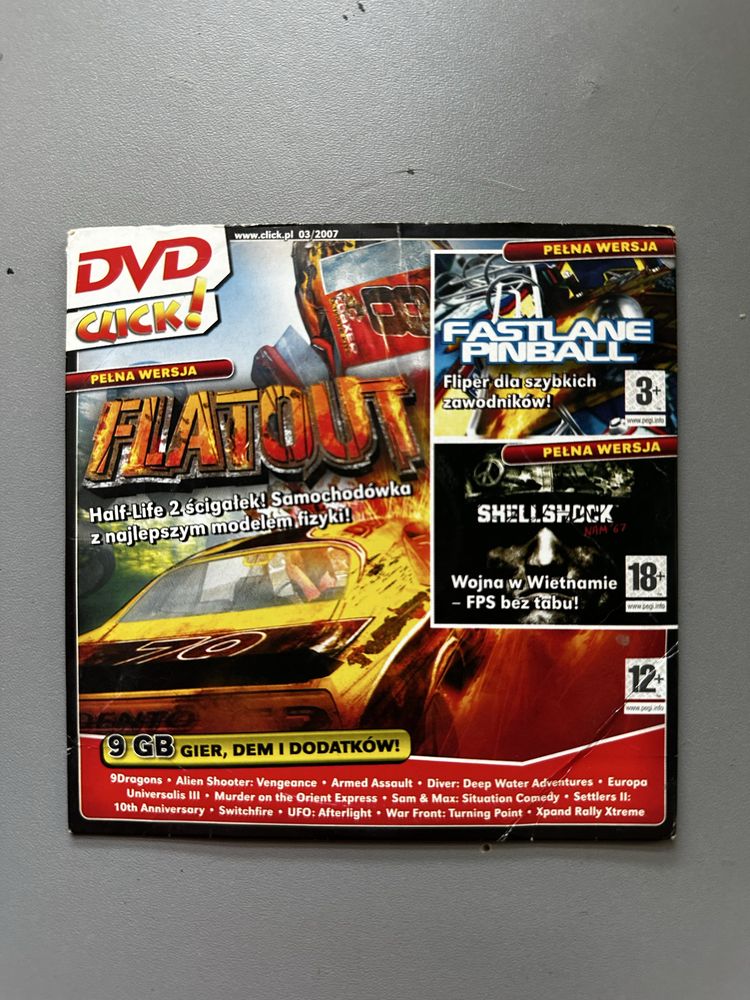 DVD
CLICK!
www.click.pl 03/2007
PEŁNA WERSJA
FLATOUT
Half-Life 2 ścigałek! Samochodówka
z najlepszym modelem fizyki!
PEŁNA WERSJA
FASTLANE
PINBALL
Fliper dla szybkich
zawodników!
3+
www.pegi.info
PEŁNA WERSJA
SHELLSHOCK
NAM '67
Wojna w Wietnamie
– FPS bez tabu!
18+
www.pegi.info
12+
www.pegi.info
9 GB GIER, DEM I DODATKÓW!
9Dragons • Alien Shooter: Vengeance • Armed Assault • Diver: Deep Water Adventures • Europa
Universalis III • Murder on the Orient Express • Sam & Max: Situation Comedy • Settlers II:
10th Anniversary • Switchfire • UFO: Afterlight • War Front: Turning Point • Xpand Rally Xtreme